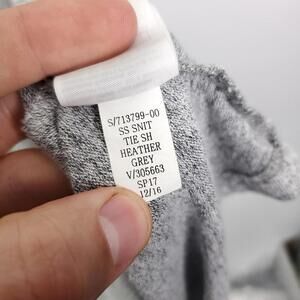 S/713799-00
SS SNIT
TIE SH
HEATHER
GREY
V/305663
SP17
12/16